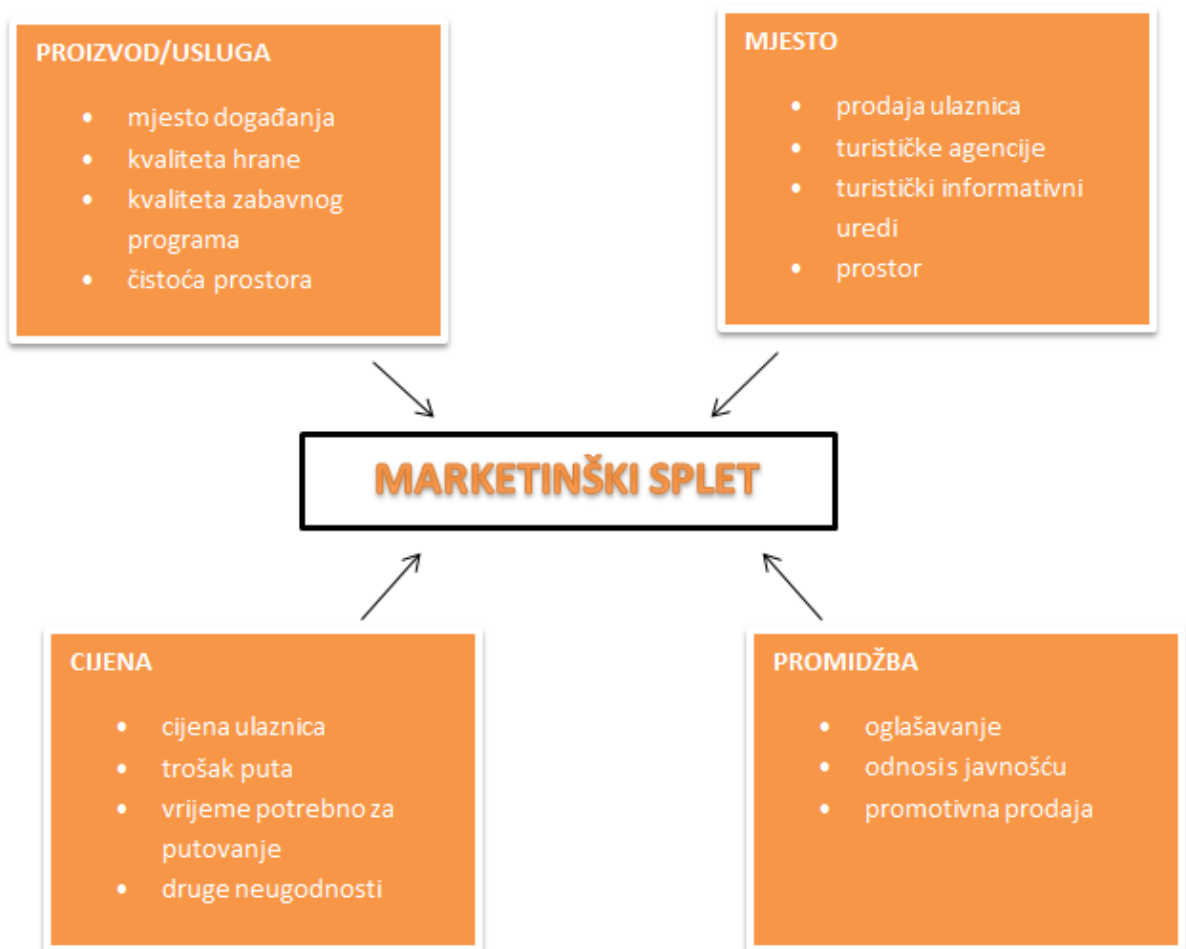 PROIZVOD/USLUGA
mjesto događanja
kvaliteta hrane
kvaliteta zabavnog
programa
čistoća prostora
MJESTO
prodaja ulaznica
turističke agencije
turistički informativni
uredi
prostor
MARKETINŠKI SPLET
CIJENA
cijena ulaznica
trošak puta
vrijeme potrebno za
putovanje
druge neugodnosti
PROMIDŽBA
oglašavanje
odnosi s javnošću
promotivna prodaja